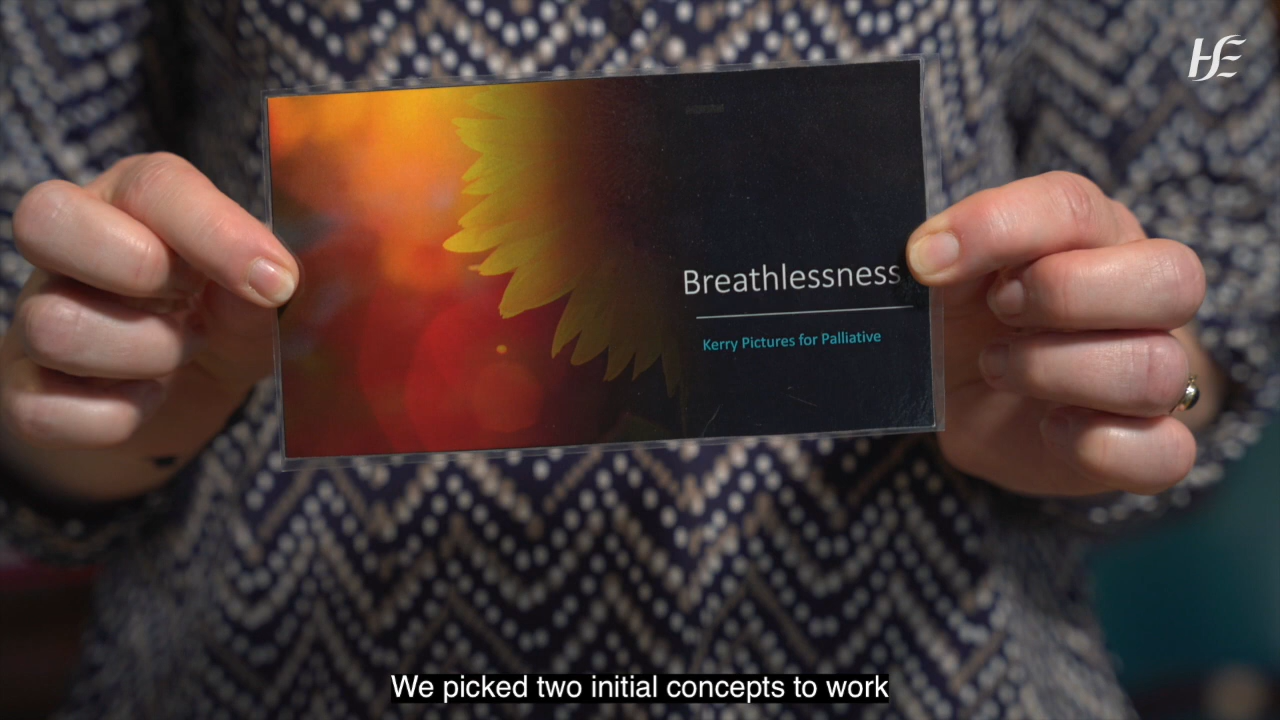 HSE
Breathlessness
Kerry Pictures for Palliative
We picked two initial concepts to work